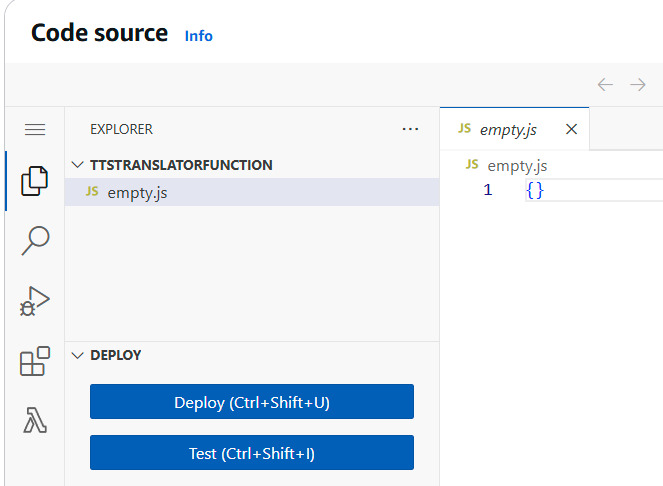 Code source Info
EXPLORER ...
TTSTRANSLATORFUNCTION
JS empty.js
DEPLOY
Deploy (Ctrl+Shift+U)
Test (Ctrl+Shift+I)
JS empty.js
JS empty.js
1 {}